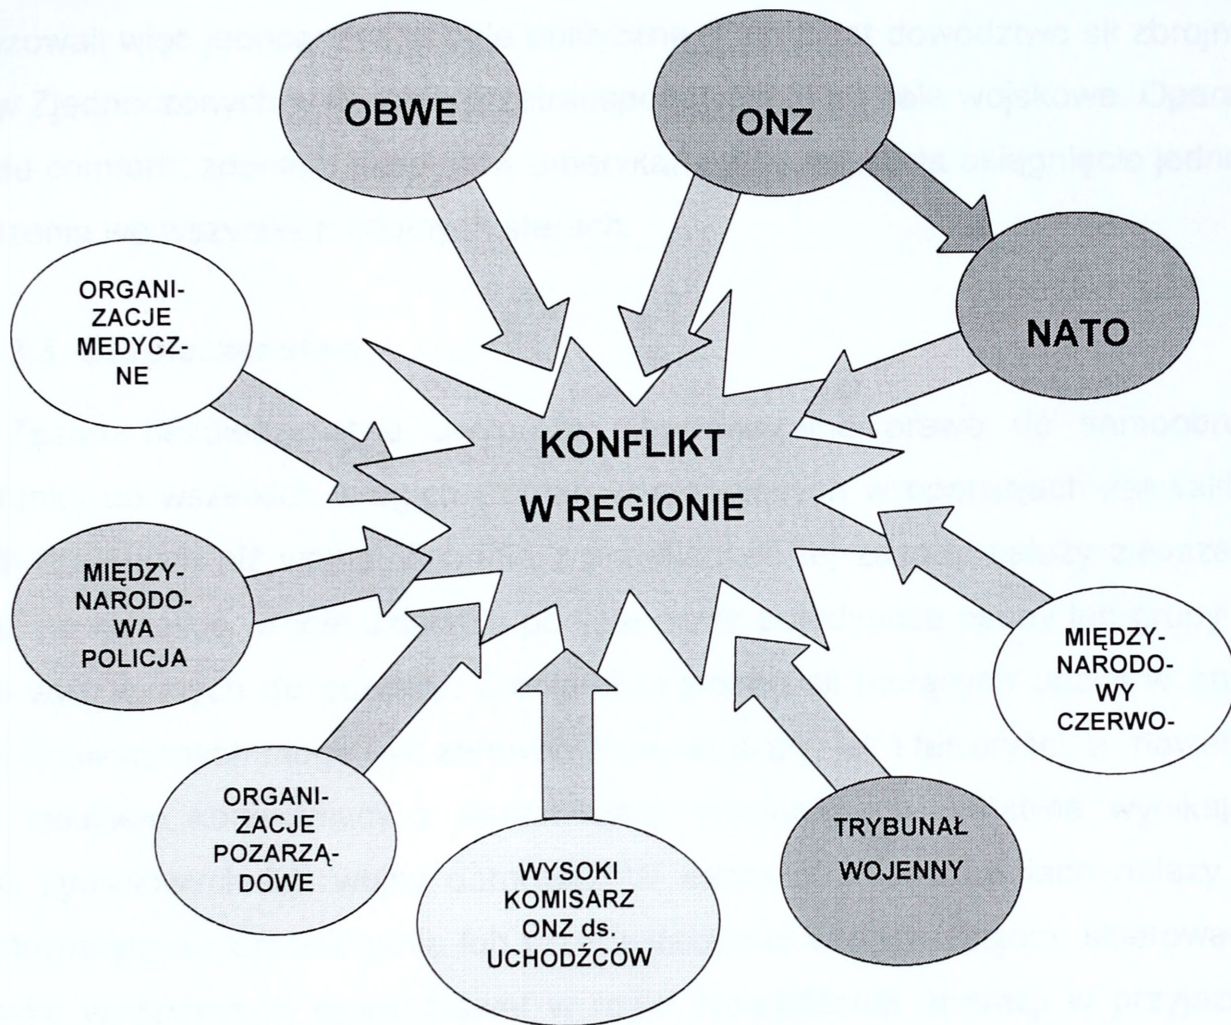 OBWE
ONZ
NATO
ORGANI-
ZACJE
MEDYCZ-
NE
KONFLIKT
W REGIONIE
MIĘDZY-
NARODO-
WA
POLICJA
MIĘDZY-
NARODO-
WY
CZERWO-
ORGANI-
ZACJE
POZARZĄ-
DOWE
WYSOKI
KOMISARZ
ONZ ds.
UCHODŹCÓW
TRYBUNAŁ
WOJENNY